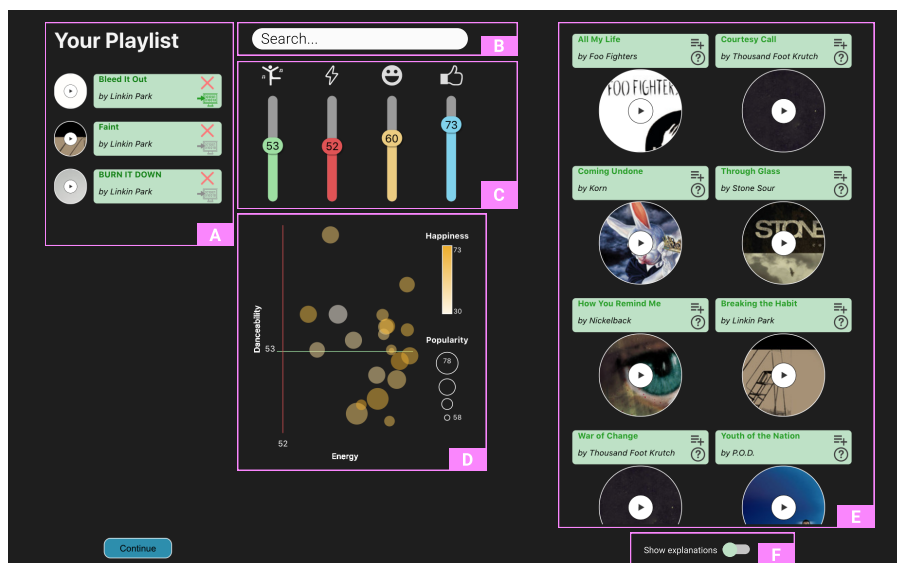 Your Playlist
Bleed It Out
by Linkin Park
Faint
by Linkin Park
BURN IT DOWN
by Linkin Park
A
Search...
B
53
52
60
73
C
Happiness
73
30
Popularity
78
58
Danceability
53
52
Energy
D
All My Life
by Foo Fighters
FOO FIGHTERS
Courtesy Call
by Thousand Foot Krutch
Coming Undone
by Korn
Through Glass
by Stone Sour
STONE
How You Remind Me
by Nickelback
Breaking the Habit
by Linkin Park
War of Change
by Thousand Foot Krutch
Youth of the Nation
by P.O.D.
E
Continue
Show explanations
F